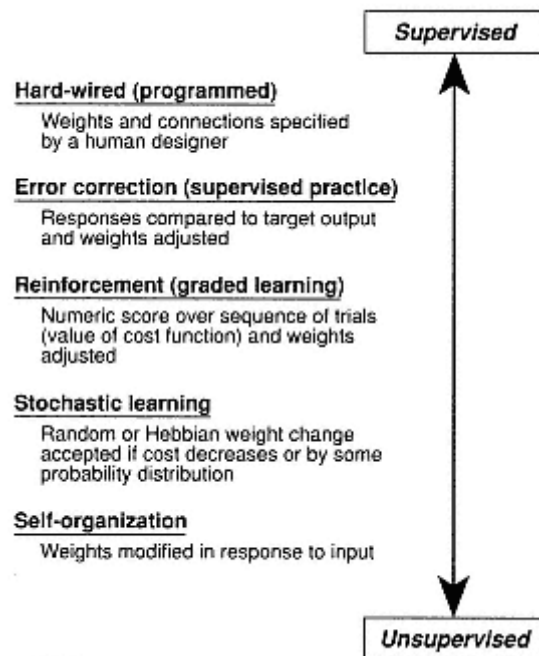 Supervised
Hard-wired (programmed)
Weights and connections specified
by a human designer
Error correction (supervised practice)
Responses compared to target output
and weights adjusted
Reinforcement (graded learning)
Numeric score over sequence of trials
(value of cost function) and weights
adjusted
Stochastic learning
Random or Hebbian weight change
accepted if cost decreases or by some
probability distribution
Self-organization
Weights modified in response to input
Unsupervised